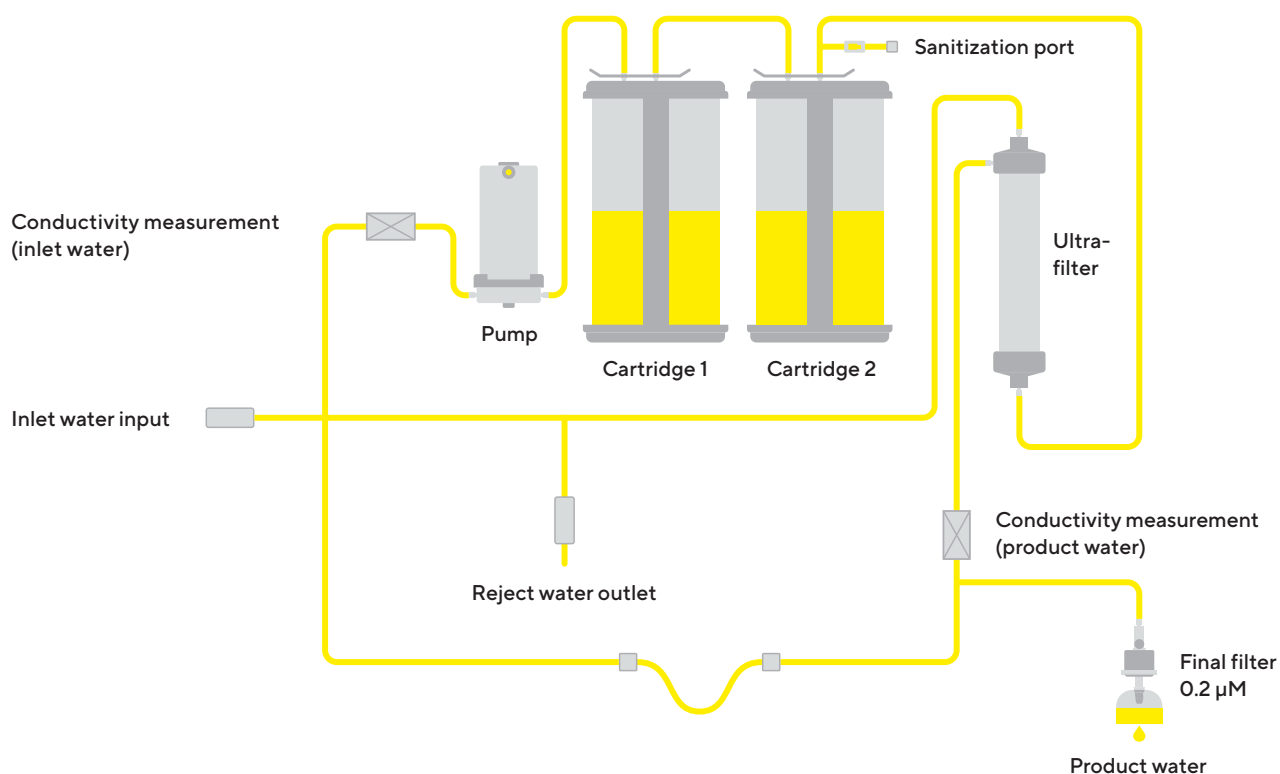 Sanitization port
Conductivity measurement
(inlet water)
Ultra-
filter
Pump
Cartridge 1
Cartridge 2
Inlet water input
Conductivity measurement
(product water)
Reject water outlet
Final filter
0.2 µM
Product water